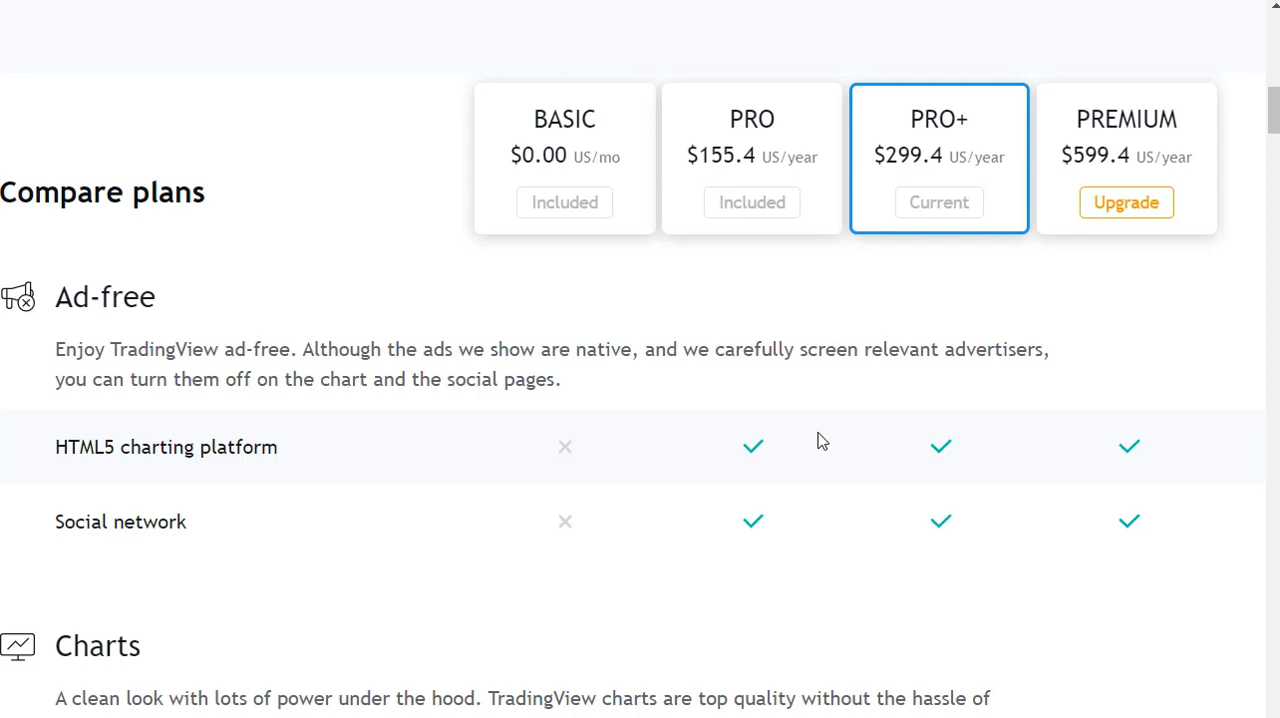 BASIC
PRO
PRO+
PREMIUM
$0.00 US/mo
$155.4 US/year
$299.4 US/year
$599.4 US/year
Compare plans
Included
Included
Current
Upgrade
Ad-free
Enjoy TradingView ad-free. Although the ads we show are native, and we carefully screen relevant advertisers,
you can turn them off on the chart and the social pages.
HTML5 charting platform
Social network
Charts
A clean look with lots of power under the hood. TradingView charts are top quality without the hassle of